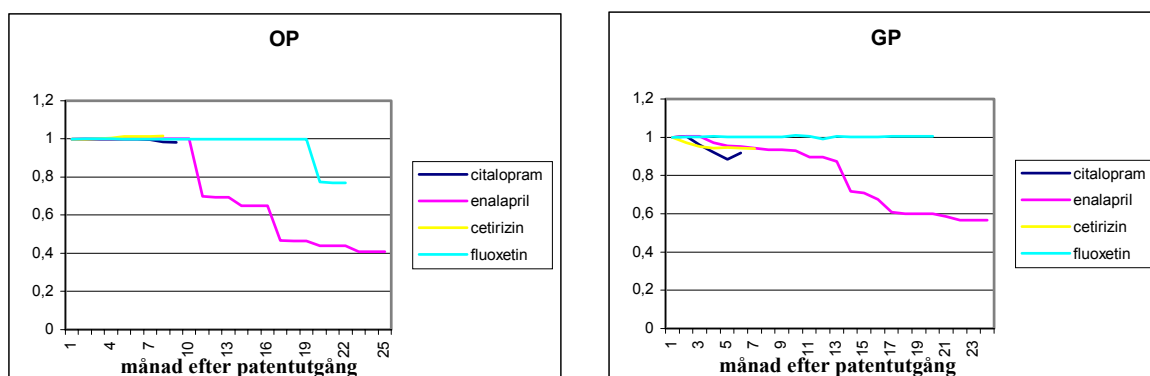 OP
1,2
1
0,8
0,6
0,4
0,2
0
1 4 7 10 13 16 19 22 25
månad efter patentutgång
citalopram
enalapril
cetirizin
fluoxetin
GP
1,2
1
0,8
0,6
0,4
0,2
0
1 3 5 7 9 11 13 15 17 19 21 23
månad efter patentutgång
citalopram
enalapril
cetirizin
fluoxetin